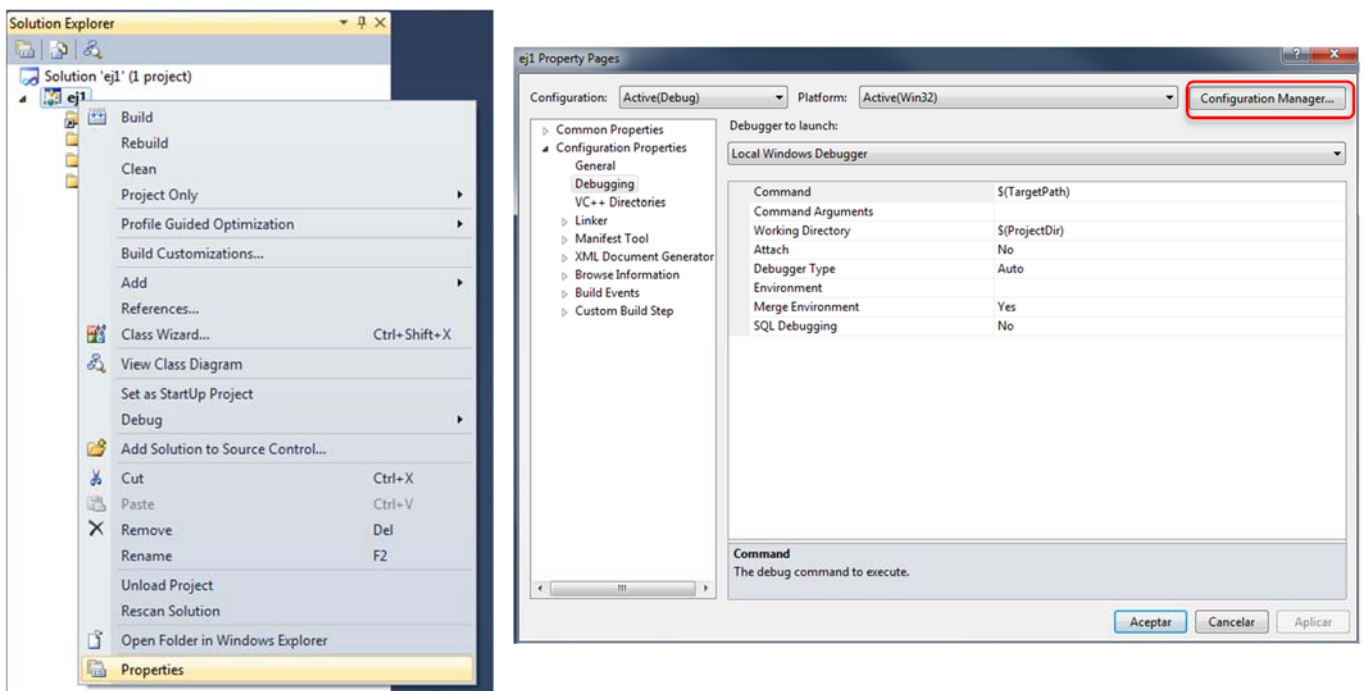 Solution Explorer
Solution 'ej1' (1 project)
ej1
Build
Rebuild
Clean
Project Only
Profile Guided Optimization
Build Customizations...
Add
References...
Class Wizard... Ctrl+Shift+X
View Class Diagram
Set as StartUp Project
Debug
Add Solution to Source Control...
Cut Ctrl+X
Paste Ctrl+V
Remove Del
Rename F2
Unload Project
Rescan Solution
Open Folder in Windows Explorer
Properties
ej1 Property Pages
Configuration: Active(Debug) Platform: Active(Win32) Configuration Manager...
Common Properties
Configuration Properties
General
Debugging
VC++ Directories
Linker
Manifest Tool
XML Document Generator
Browse Information
Build Events
Custom Build Step
Debugger to launch:
Local Windows Debugger
Command $(TargetPath)
Command Arguments
Working Directory $(ProjectDir)
Attach No
Debugger Type Auto
Environment
Merge Environment Yes
SQL Debugging No
Command
The debug command to execute.
Aceptar Cancelar Aplicar